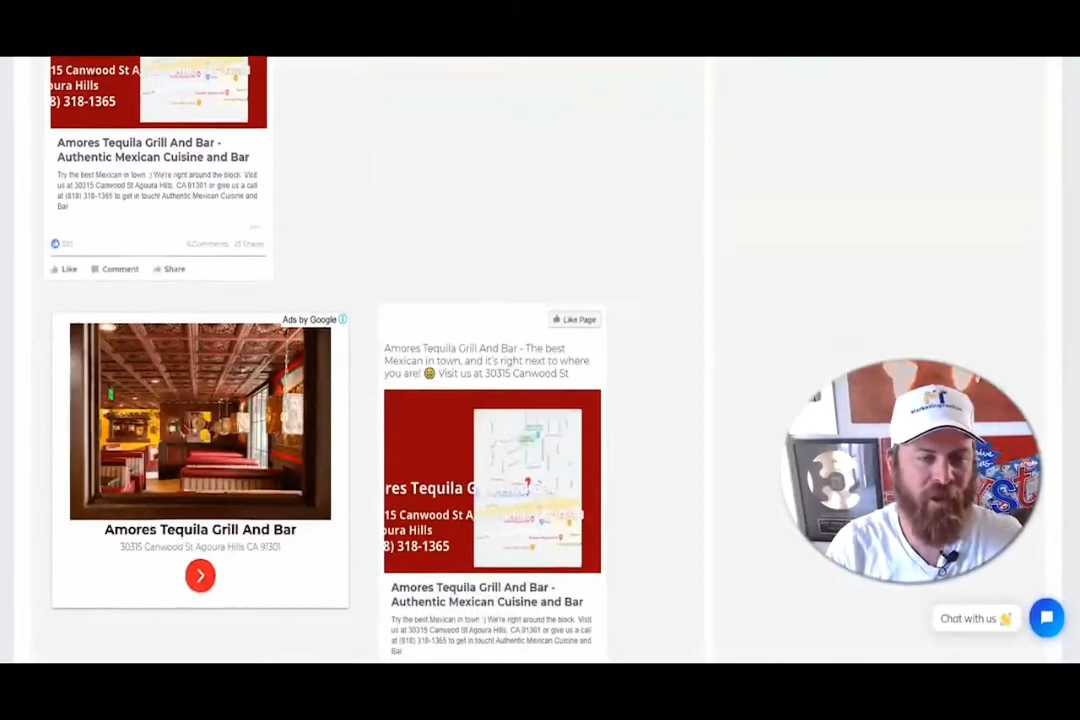 15 Canwood St A
oura Hills
8) 318-1365
Amores Tequila Grill And Bar -
Authentic Mexican Cuisine and Bar
Try the best Mexican in town :) We're right around the block. Visit
us at 30315 Canwood St Agoura Hills, CA 91301 or give us a call
at (818) 318-1365 to get in touch! Authentic Mexican Cuisine and
Bar
6 Comments 23 Shares
Like Comment Share
Ads by Google
Amores Tequila Grill And Bar
30315 Canwood St Agoura Hills CA 91301
Like Page
Amores Tequila Grill And Bar - The best
Mexican in town, and it's right next to where
you are! 😀 Visit us at 30315 Canwood St
res Tequila G
15 Canwood St A
oura Hills
8) 318-1365
Amores Tequila Grill And Bar -
Authentic Mexican Cuisine and Bar
Try the best Mexican in town :) We're right around the block. Visit
us at 30315 Canwood St Agoura Hills, CA 91301 or give us a call
at (818) 318-1365 to get in touch! Authentic Mexican Cuisine and
Bar
Chat with us 👋